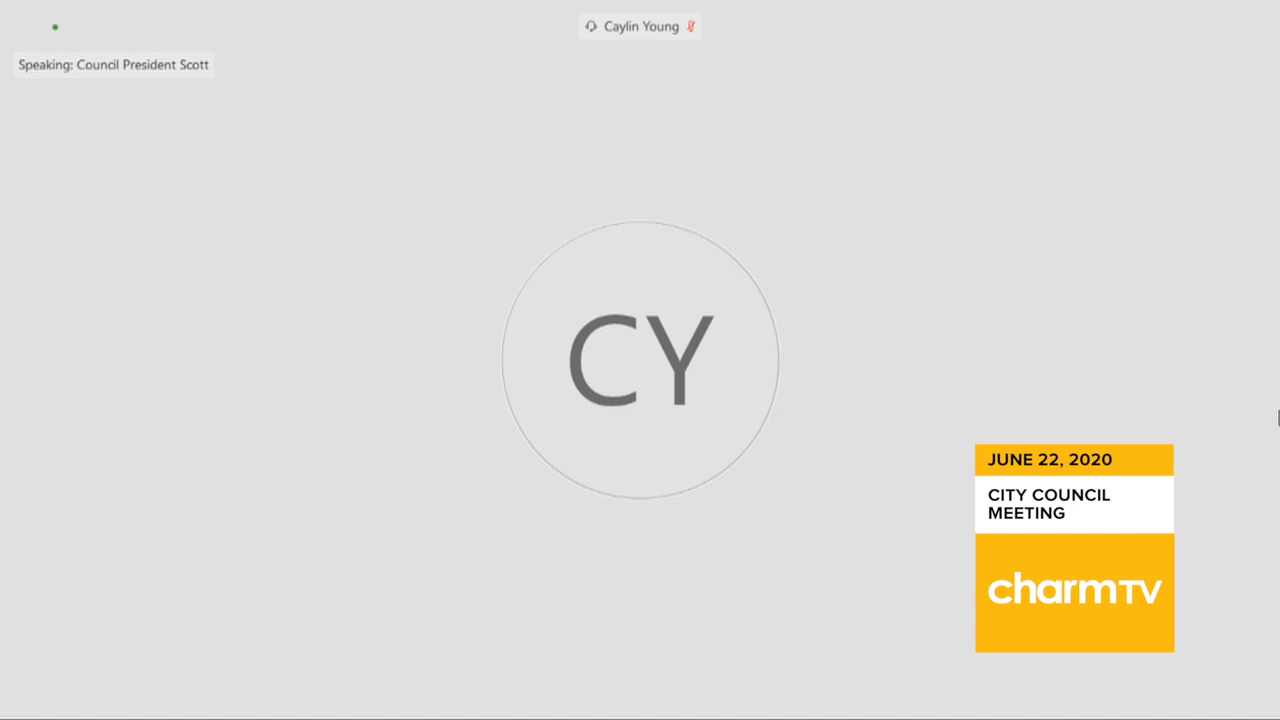 Caylin Young
Speaking: Council President Scott
CY
JUNE 22, 2020
CITY COUNCIL
MEETING
charmTV